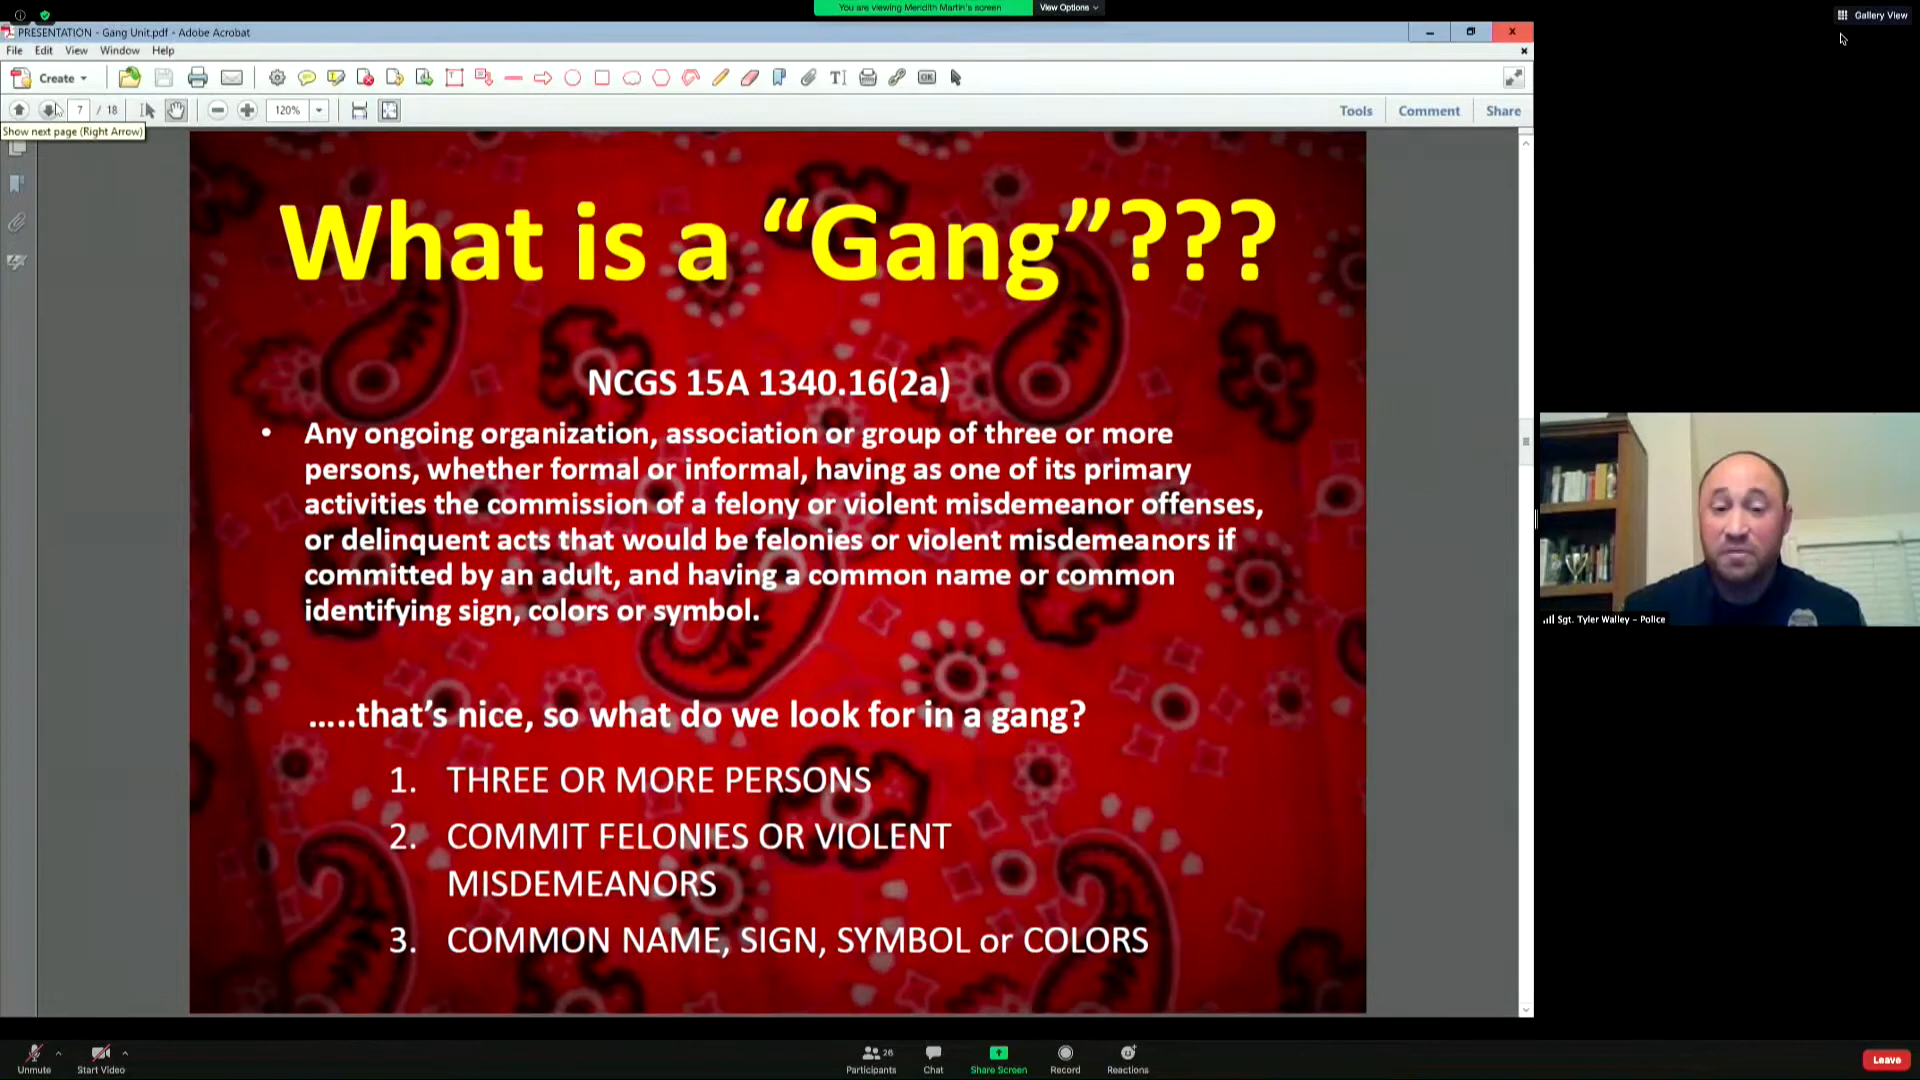 You are viewing Meridith Martin's screen
View Options
Gallery View
PRESENTATION - Gang Unit.pdf - Adobe Acrobat
File Edit View Window Help
Create
7 / 18
120%
Tools Comment Share
Show next page (Right Arrow)
What is a “Gang”???
NCGS 15A 1340.16(2a)
• Any ongoing organization, association or group of three or more
persons, whether formal or informal, having as one of its primary
activities the commission of a felony or violent misdemeanor offenses,
or delinquent acts that would be felonies or violent misdemeanors if
committed by an adult, and having a common name or common
identifying sign, colors or symbol.
.....that’s nice, so what do we look for in a gang?
1. THREE OR MORE PERSONS
2. COMMIT FELONIES OR VIOLENT
MISDEMEANORS
3. COMMON NAME, SIGN, SYMBOL or COLORS
Sgt. Tyler Walley – Police
Unmute
Start Video
26
Participants
Chat
Share Screen
Record
Reactions
Leave